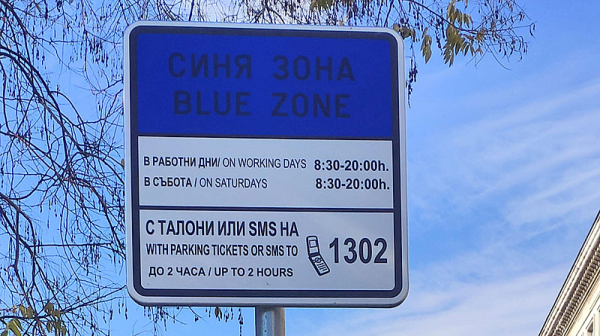 СИНЯ ЗОНА
BLUE ZONE
В РАБОТНИ ДНИ/ ON WORKING DAYS 8:30-20:00h.
В СЪБОТА / ON SATURDAYS 8:30-20:00h.
С ТАЛОНИ ИЛИ SMS НА
WITH PARKING TICKETS OR SMS TO 1302
ДО 2 ЧАСА / UP TO 2 HOURS